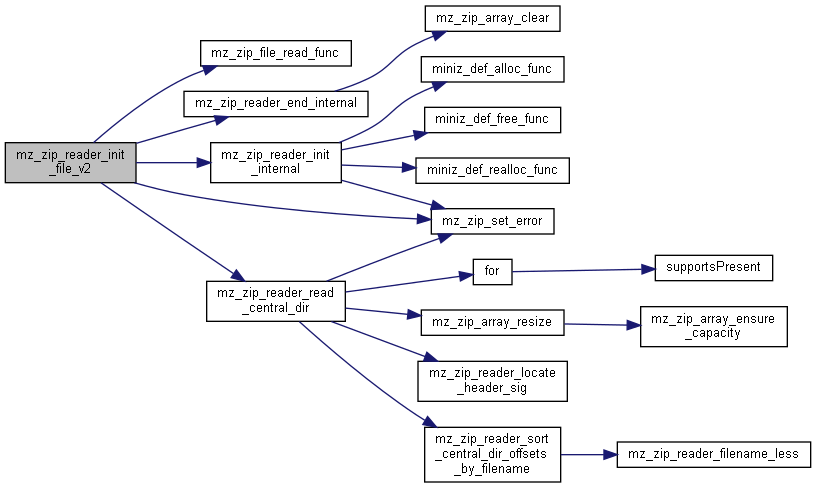 mz_zip_reader_init
_file_v2
mz_zip_file_read_func
mz_zip_reader_end_internal
mz_zip_array_clear
mz_zip_reader_init
_internal
miniz_def_alloc_func
miniz_def_free_func
miniz_def_realloc_func
mz_zip_set_error
mz_zip_reader_read
_central_dir
for
supportsPresent
mz_zip_array_resize
mz_zip_array_ensure
_capacity
mz_zip_reader_locate
_header_sig
mz_zip_reader_sort
_central_dir_offsets
_by_filename
mz_zip_reader_filename_less